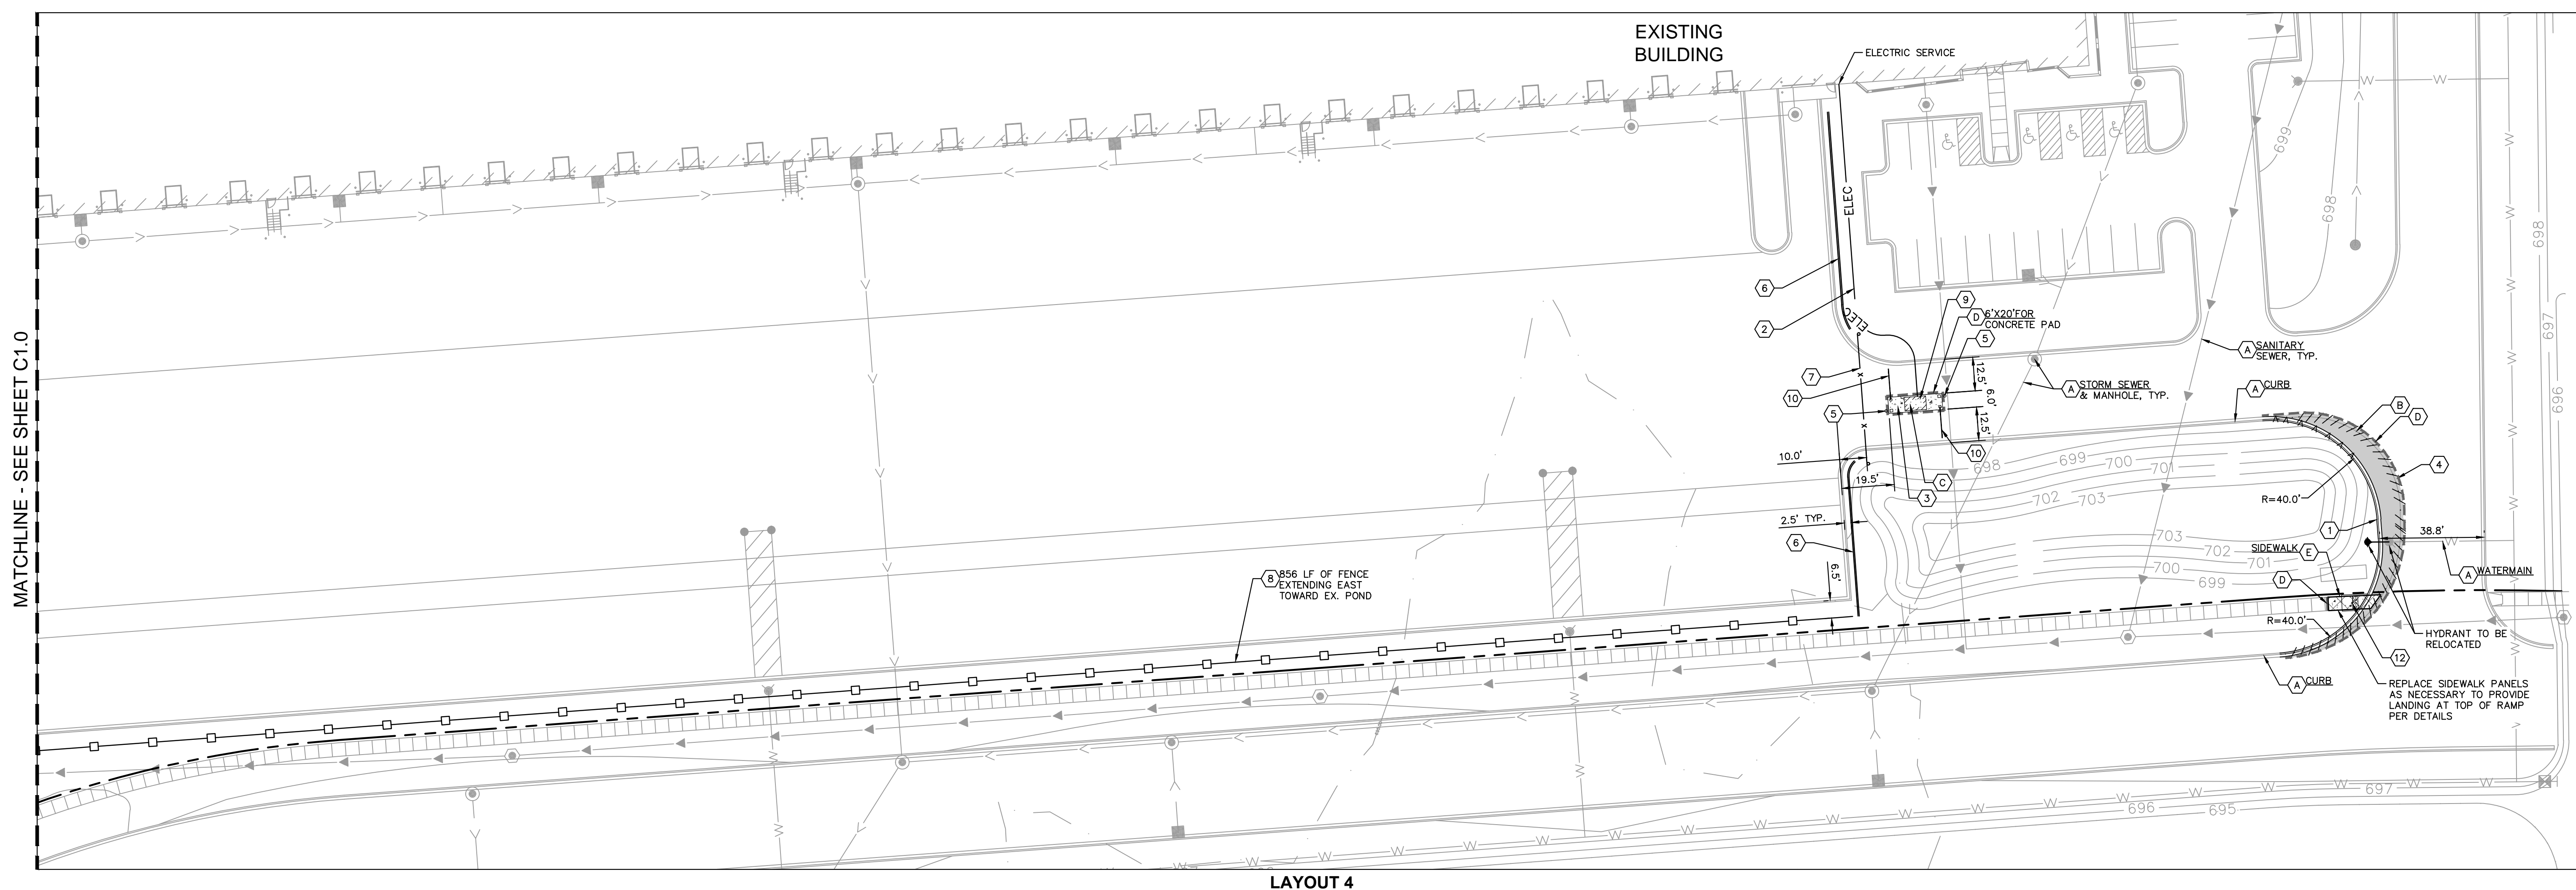 EXISTING
BUILDING
ELECTRIC SERVICE
ELEC
ELEC
6
2
9
D 6'X20'FOR
CONCRETE PAD
5
7
10
5
12.5'
6.0'
12.5'
10
C
3
10.0'
19.5'
2.5' TYP.
6
6.5'
A SANITARY
SEWER, TYP.
A STORM SEWER
& MANHOLE, TYP.
A CURB
B
D
4
R=40.0'
1
38.8'
SIDEWALK E
D
A WATERMAIN
R=40.0'
HYDRANT TO BE
RELOCATED
12
REPLACE SIDEWALK PANELS
AS NECESSARY TO PROVIDE
LANDING AT TOP OF RAMP
PER DETAILS
A CURB
8 856 LF OF FENCE
EXTENDING EAST
TOWARD EX. POND
699
698
698
697
696
698
699
700
701
702
703
703
702
701
700
699
697
696
695
MATCHLINE - SEE SHEET C1.0
LAYOUT 4